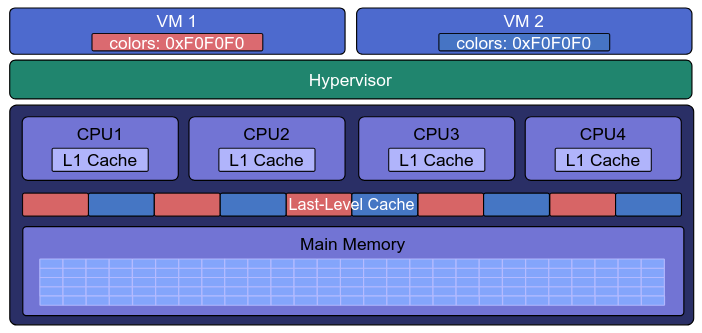 VM 1
colors: 0xF0F0F0
VM 2
colors: 0xF0F0F0
Hypervisor
CPU1
L1 Cache
CPU2
L1 Cache
CPU3
L1 Cache
CPU4
L1 Cache
Last-Level Cache
Main Memory